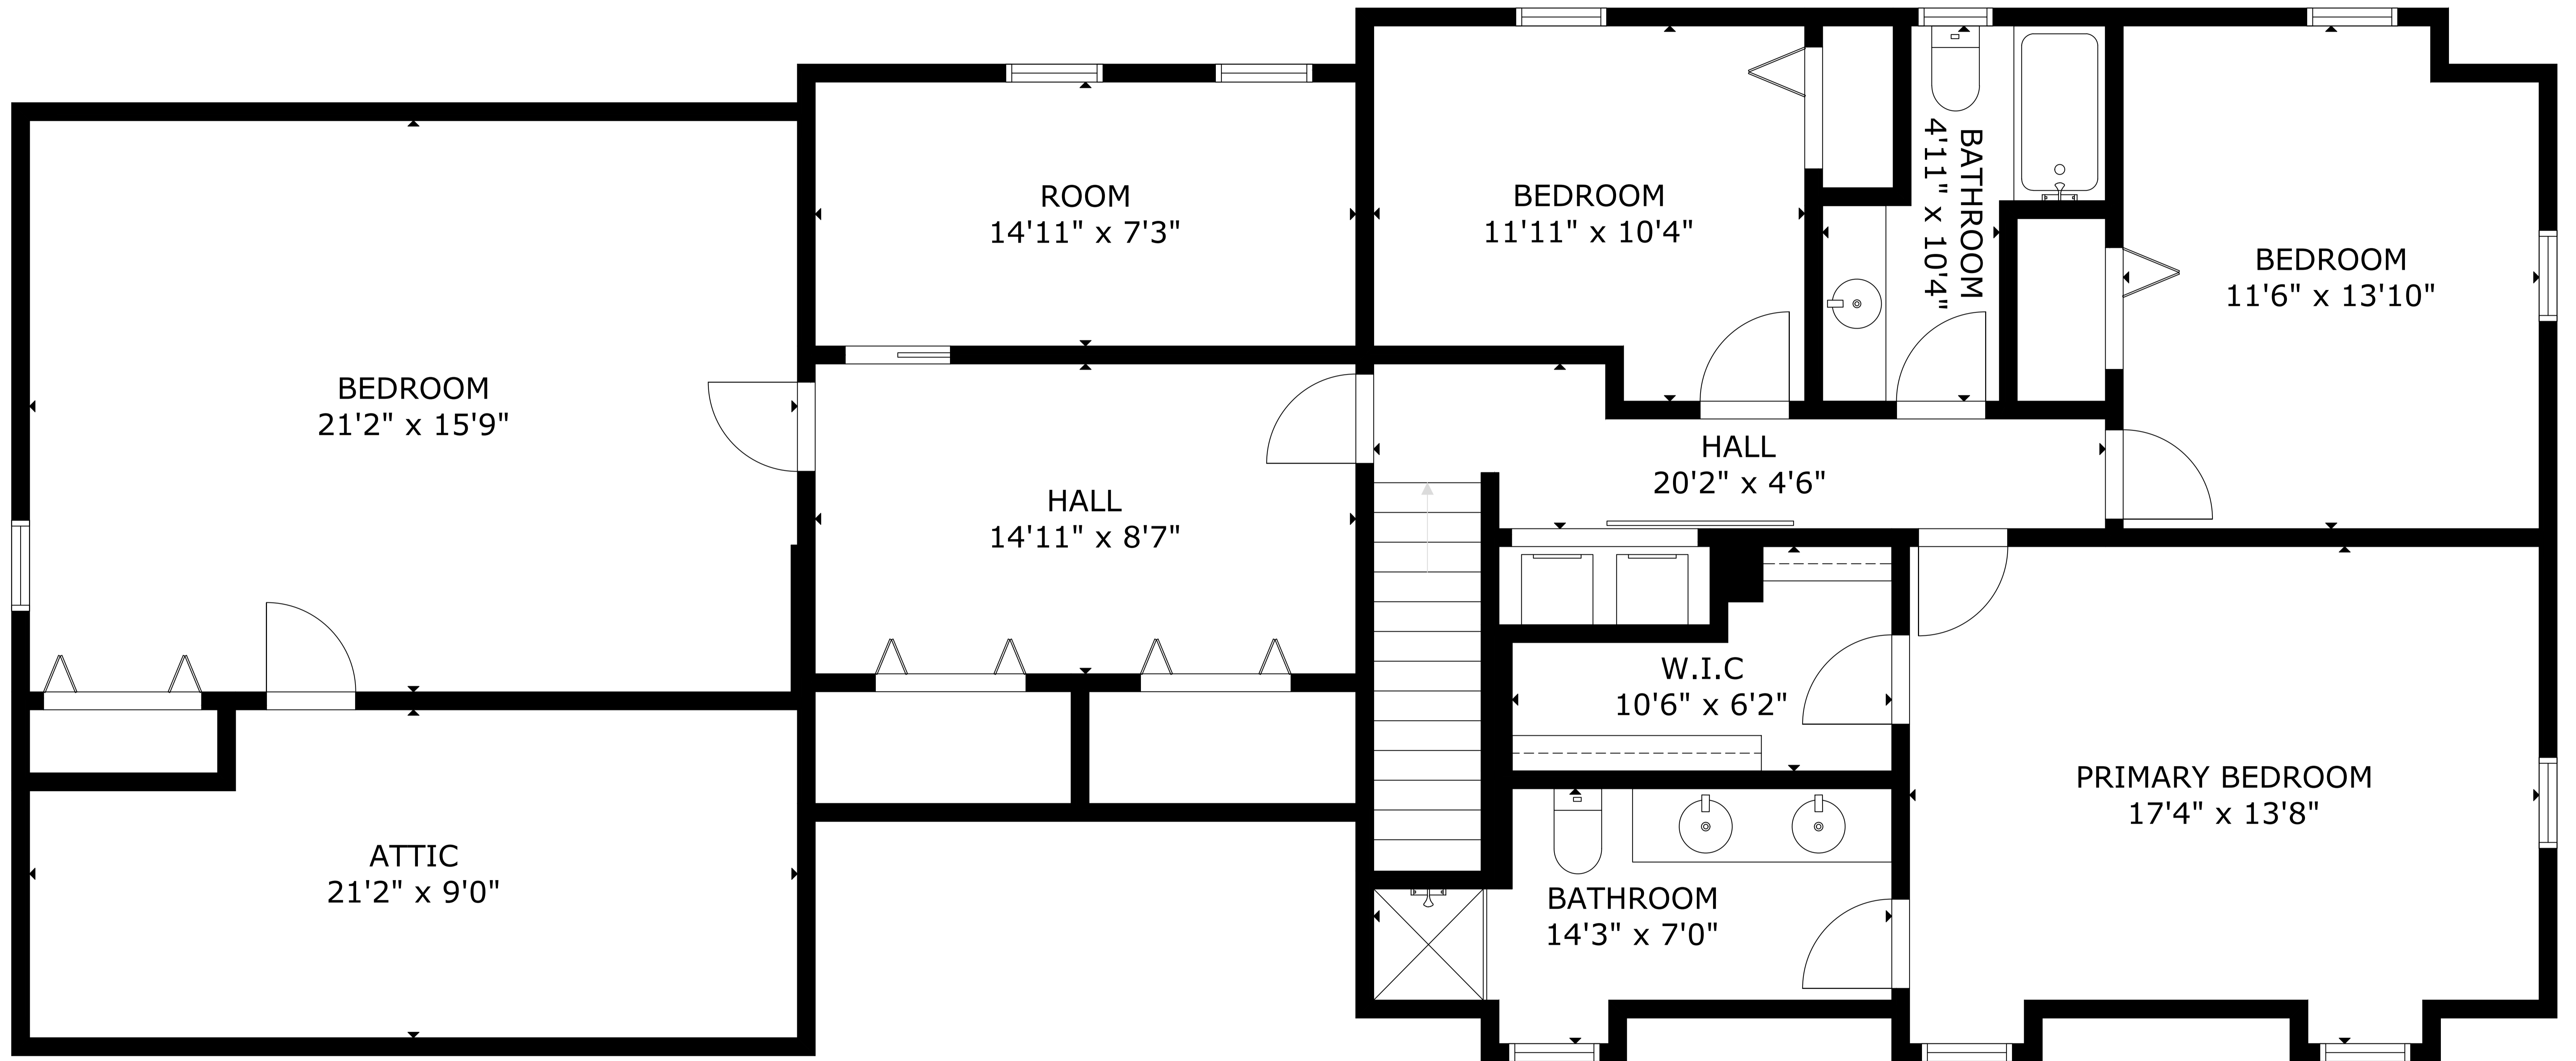 BEDROOM
21'2" x 15'9"
ROOM
14'11" x 7'3"
BEDROOM
11'11" x 10'4"
BATHROOM
4'11" x 10'4"
BEDROOM
11'6" x 13'10"
HALL
14'11" x 8'7"
HALL
20'2" x 4'6"
W.I.C
10'6" x 6'2"
PRIMARY BEDROOM
17'4" x 13'8"
ATTIC
21'2" x 9'0"
BATHROOM
14'3" x 7'0"